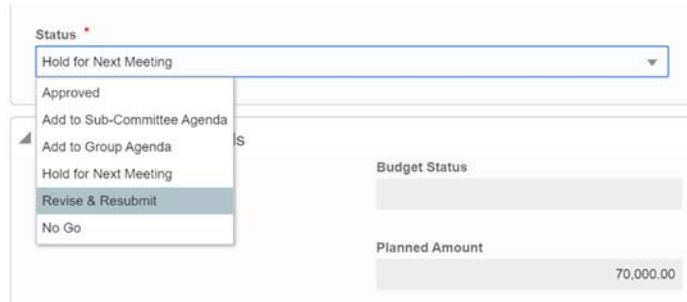 Status *
Hold for Next Meeting
Approved
Add to Sub-Committee Agenda
Add to Group Agenda
Hold for Next Meeting
Revise & Resubmit
No Go
Budget Status
Planned Amount
70,000.00